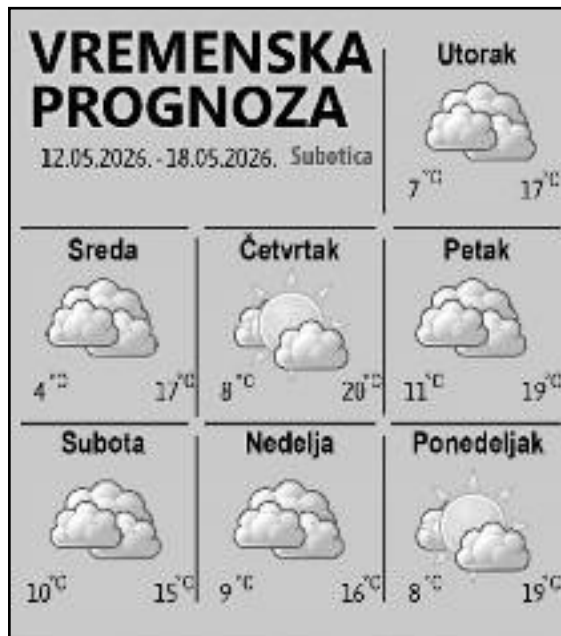 VREMENSKA
PROGNOZA
12.05.2026. - 18.05.2026. Subotica
Utorak
7°C 17°C
Sreda
4°C 17°C
Četvrtak
8°C 20°C
Petak
11°C 19°C
Subota
10°C 15°C
Nedelja
9°C 16°C
Ponedeljak
8°C 19°C